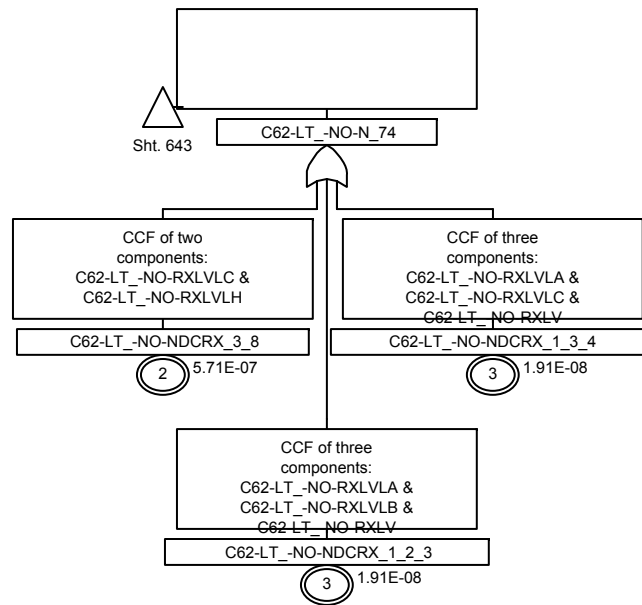 C62-LT_-NO-N_74
Sht. 643
CCF of two
components:
C62-LT_-NO-RXLVLC &
C62-LT_-NO-RXLVLH
C62-LT_-NO-NDCRX_3_8
2
5.71E-07
CCF of three
components:
C62-LT_-NO-RXLVLA &
C62-LT_-NO-RXLVLC &
C62-LT_-NO-RXLV
C62-LT_-NO-NDCRX_1_3_4
3
1.91E-08
CCF of three
components:
C62-LT_-NO-RXLVLA &
C62-LT_-NO-RXLVLB &
C62-LT_-NO-RXLV
C62-LT_-NO-NDCRX_1_2_3
3
1.91E-08